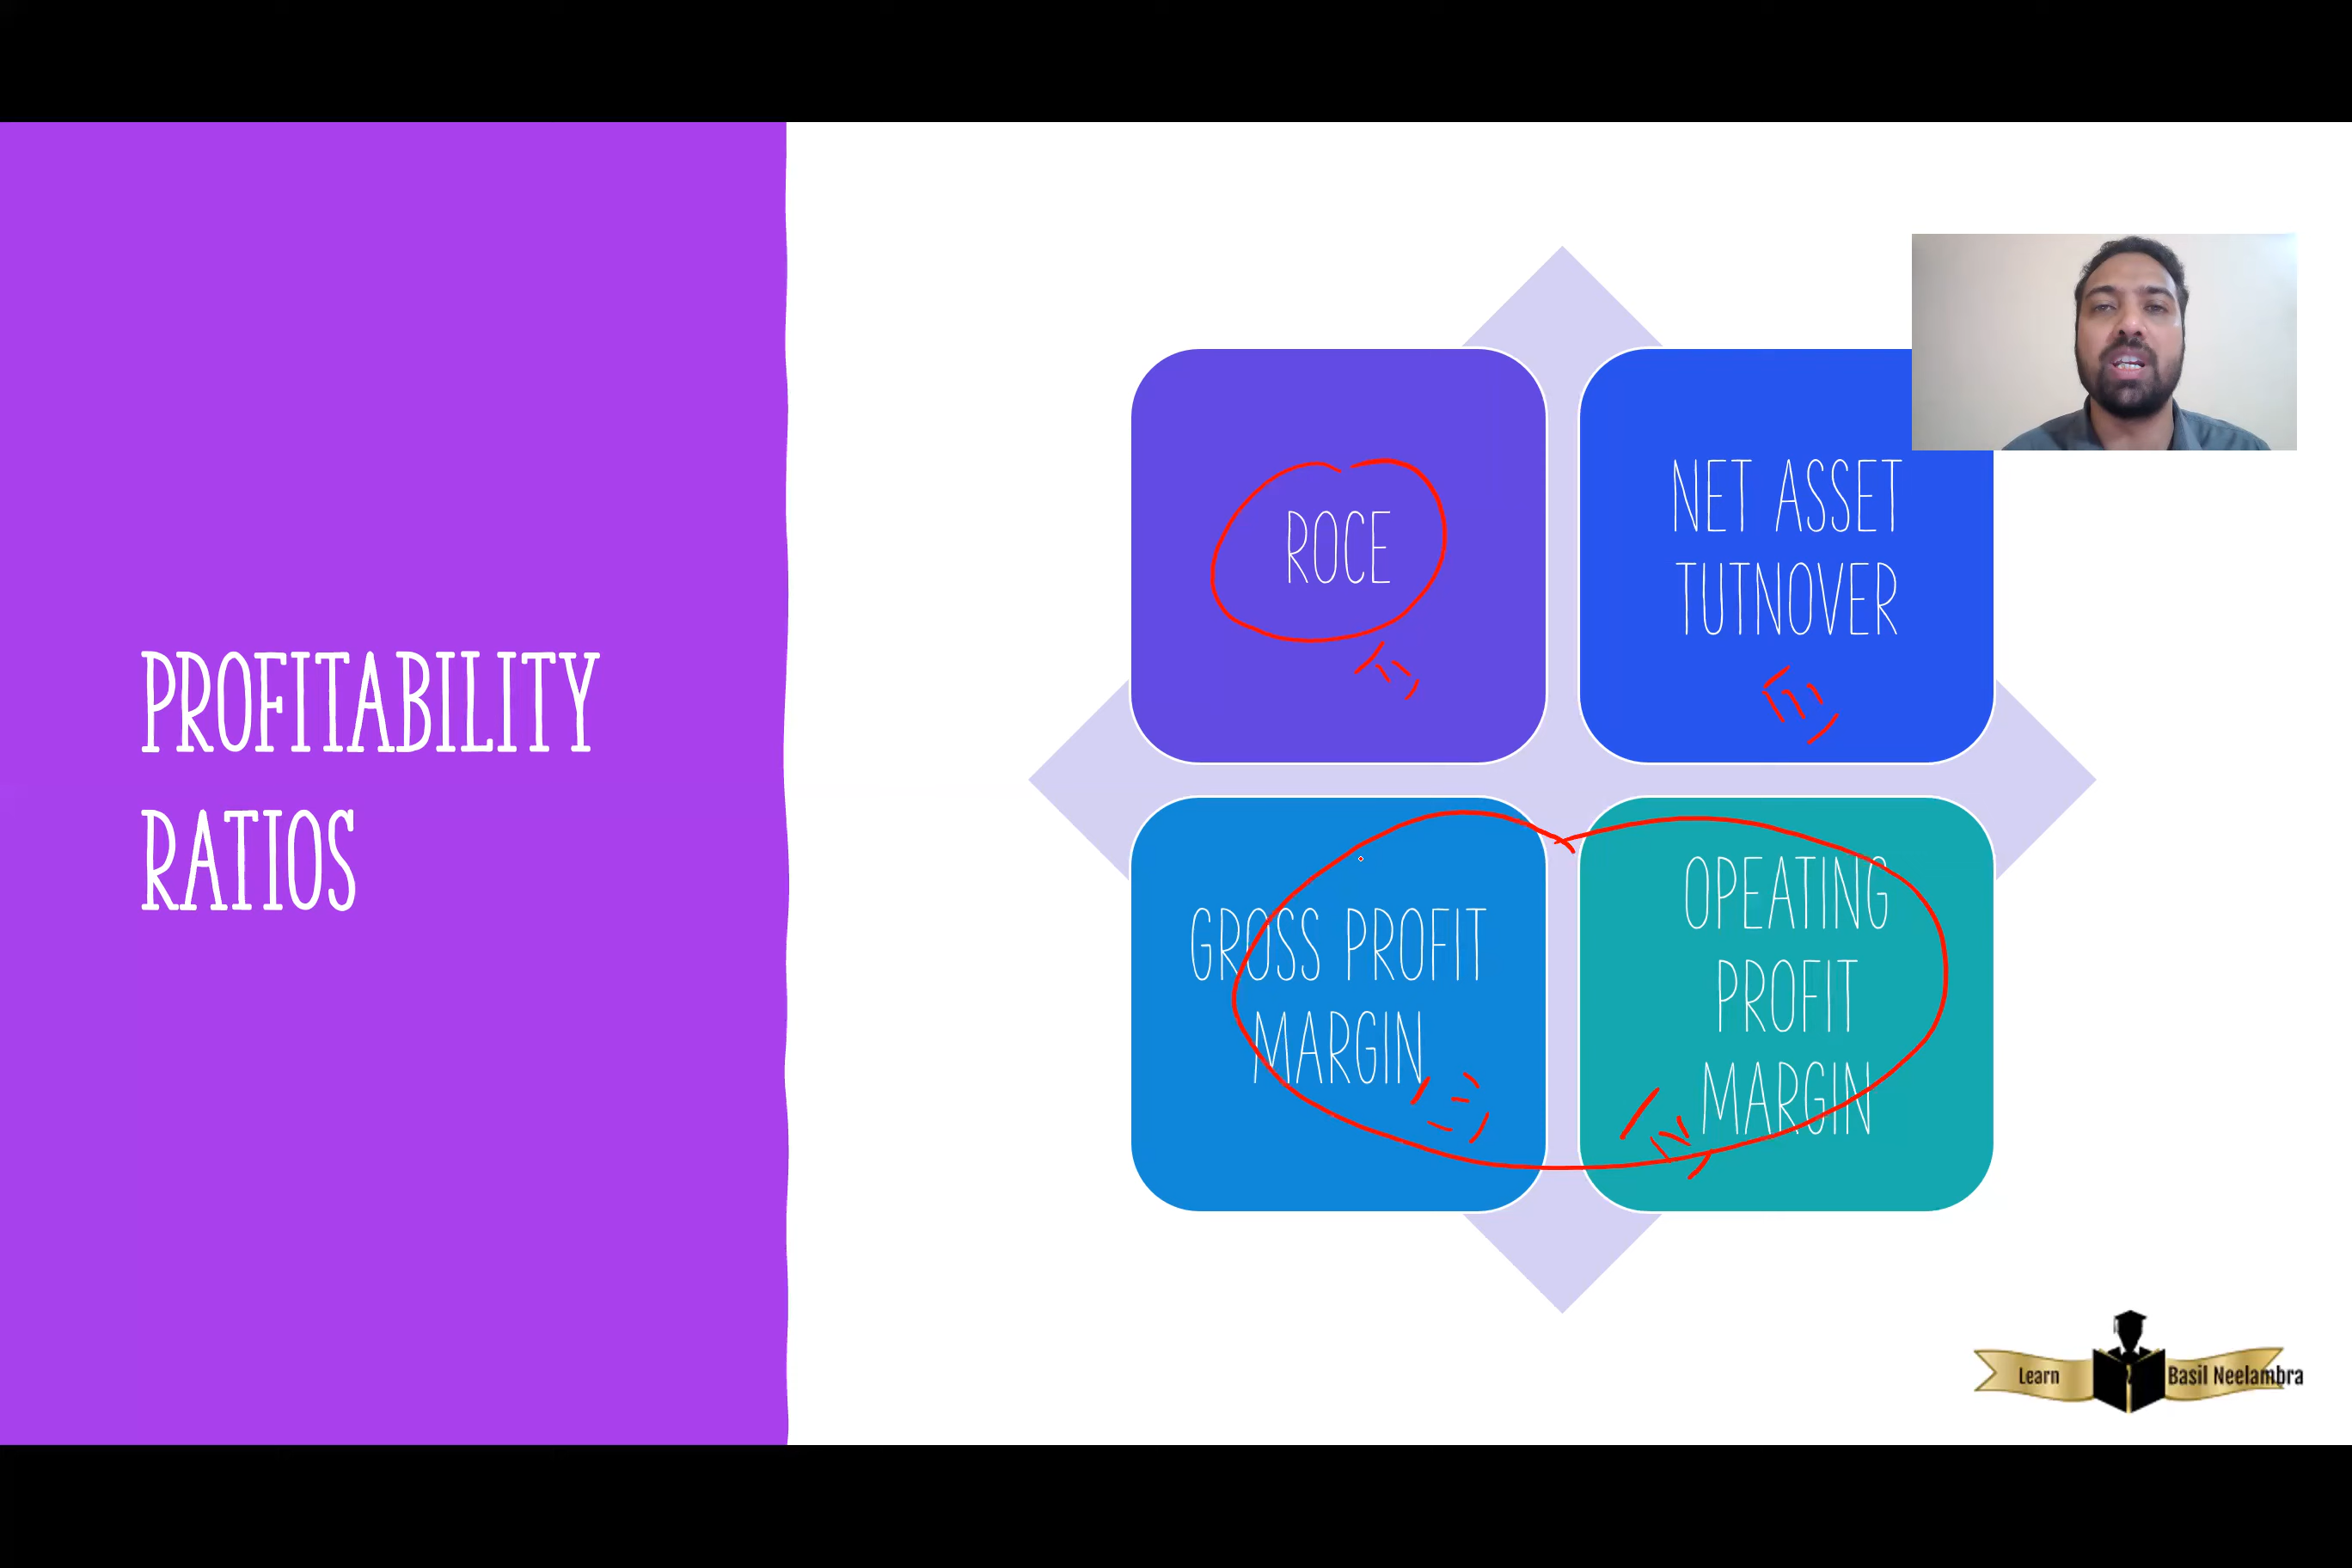 PROFITABILITY
RATIOS
ROCE
NET ASSET
TUTNOVER
GROSS PROFIT
MARGIN
OPEATING
PROFIT
MARGIN
Learn Basil Neelambra